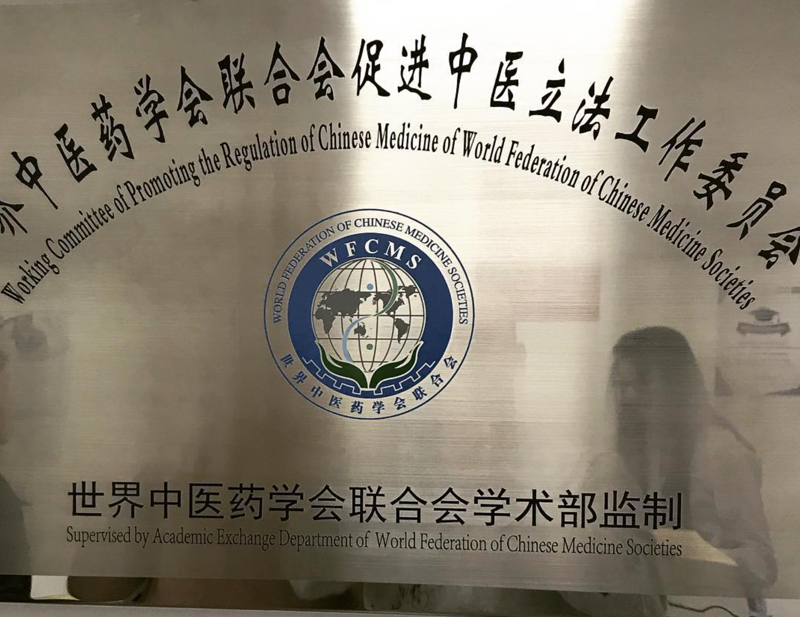 界中医药学会联合会促进中医立法工作委员会
Working Committee of Promoting the Regulation of Chinese Medicine of World Federation of Chinese Medicine Societies
WORLD FEDERATION OF CHINESE MEDICINE SOCIETIES
WFCMS
世界中医药学会联合会
世界中医药学会联合会学术部监制
Supervised by Academic Exchange Department of World Federation of Chinese Medicine Societies